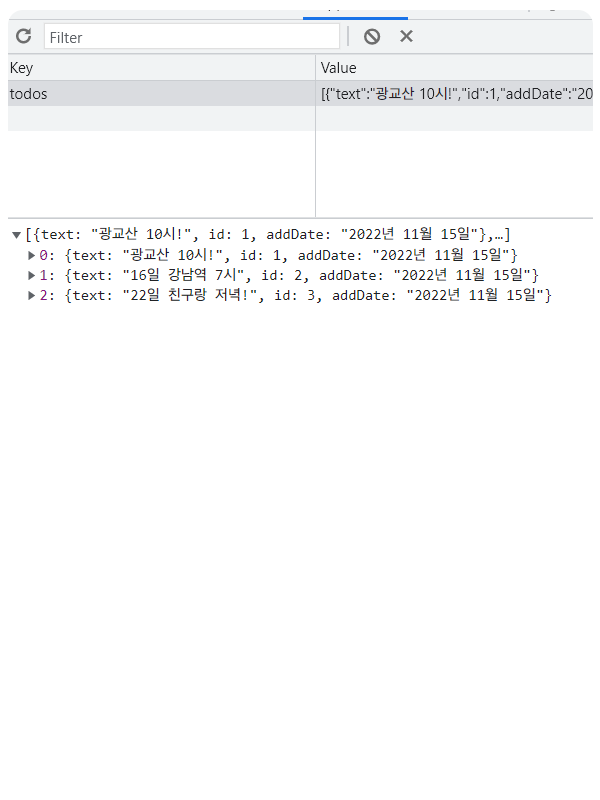 Filter
Key Value
todos [{"text":"광교산 10시!","id":1,"addDate":"20
[{text: "광교산 10시!", id: 1, addDate: "2022년 11월 15일"},…]
0: {text: "광교산 10시!", id: 1, addDate: "2022년 11월 15일"}
1: {text: "16일 강남역 7시", id: 2, addDate: "2022년 11월 15일"}
2: {text: "22일 친구랑 저녁!", id: 3, addDate: "2022년 11월 15일"}